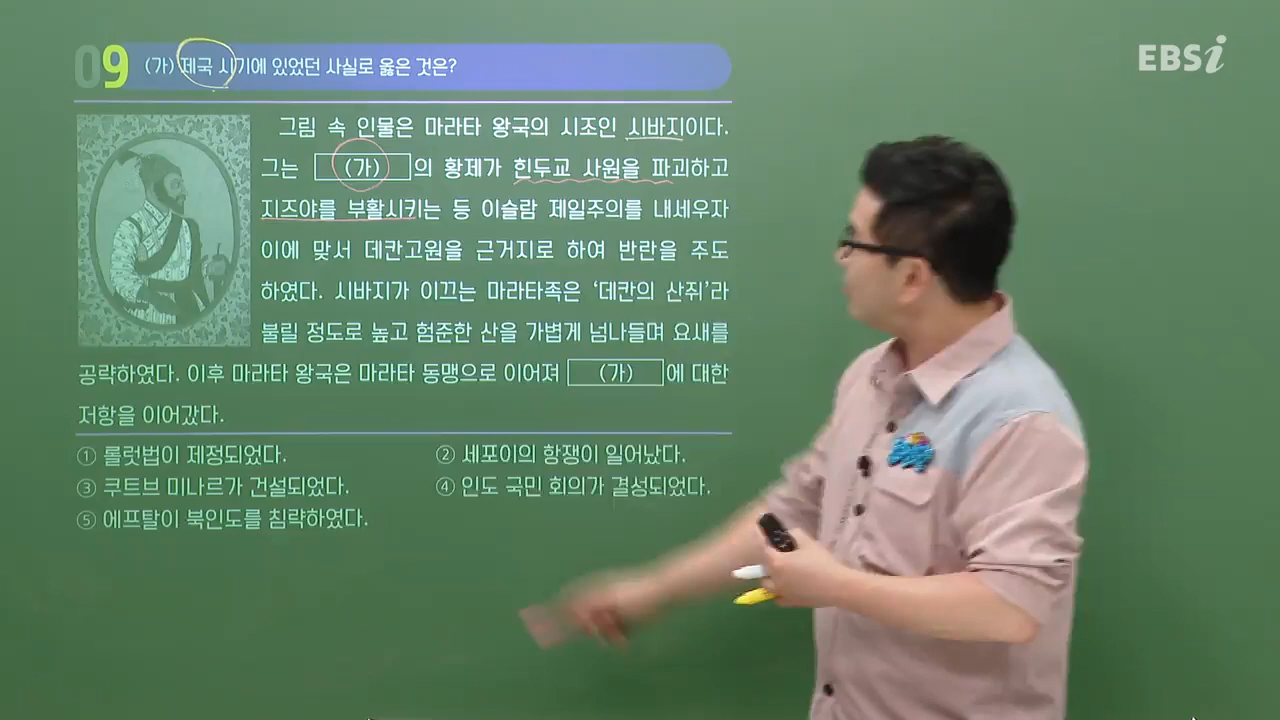 09 (가) 제국 시기에 있었던 사실로 옳은 것은?
EBSi
그림 속 인물은 마라타 왕국의 시조인 시바지이다.
그는 (가)의 황제가 힌두교 사원을 파괴하고
지즈야를 부활시키는 등 이슬람 제일주의를 내세우자
이에 맞서 데칸고원을 근거지로 하여 반란을 주도
하였다. 시바지가 이끄는 마라타족은 ‘데칸의 산쥐’라
불릴 정도로 높고 험준한 산을 가볍게 넘나들며 요새를
공략하였다. 이후 마라타 왕국은 마라타 동맹으로 이어져 (가)에 대한
저항을 이어갔다.
① 롤럿법이 제정되었다. ② 세포이의 항쟁이 일어났다.
③ 쿠트브 미나르가 건설되었다. ④ 인도 국민 회의가 결성되었다.
⑤ 에프탈이 북인도를 침략하였다.